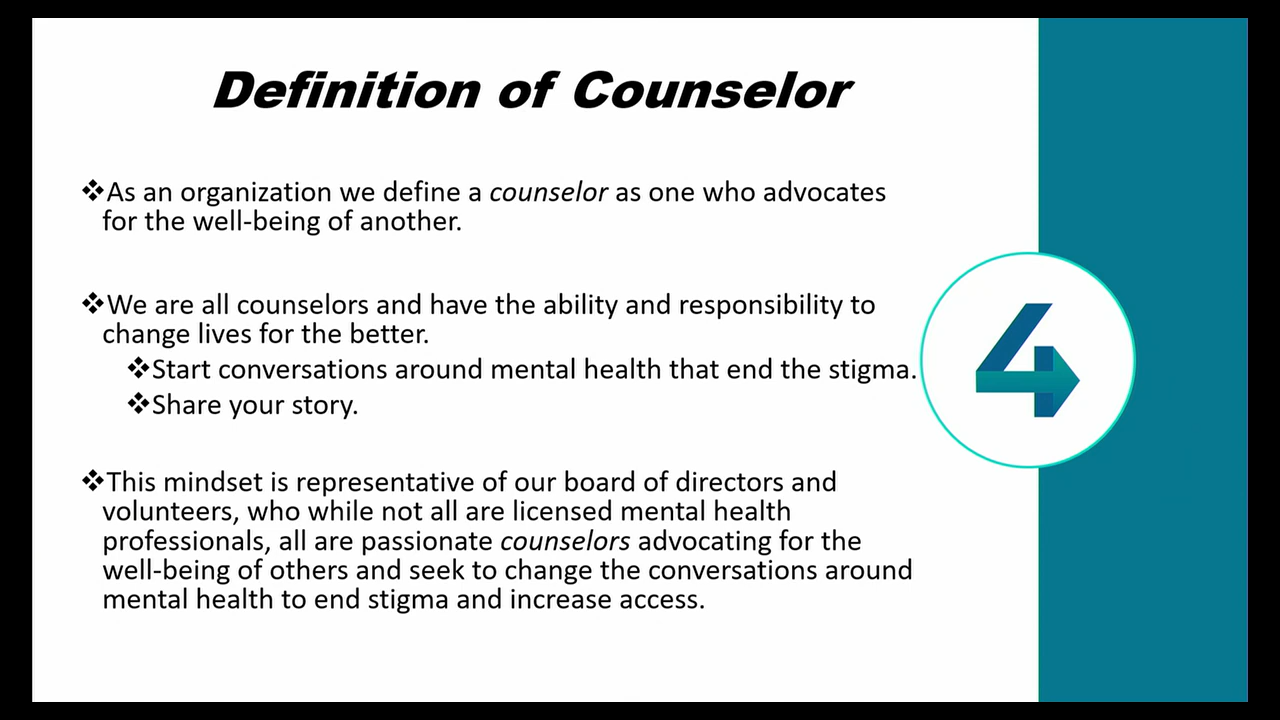 Definition of Counselor
❖As an organization we define a counselor as one who advocates
for the well-being of another.
❖We are all counselors and have the ability and responsibility to
change lives for the better.
❖Start conversations around mental health that end the stigma.
❖Share your story.
❖This mindset is representative of our board of directors and
volunteers, who while not all are licensed mental health
professionals, all are passionate counselors advocating for the
well-being of others and seek to change the conversations around
mental health to end stigma and increase access.
4